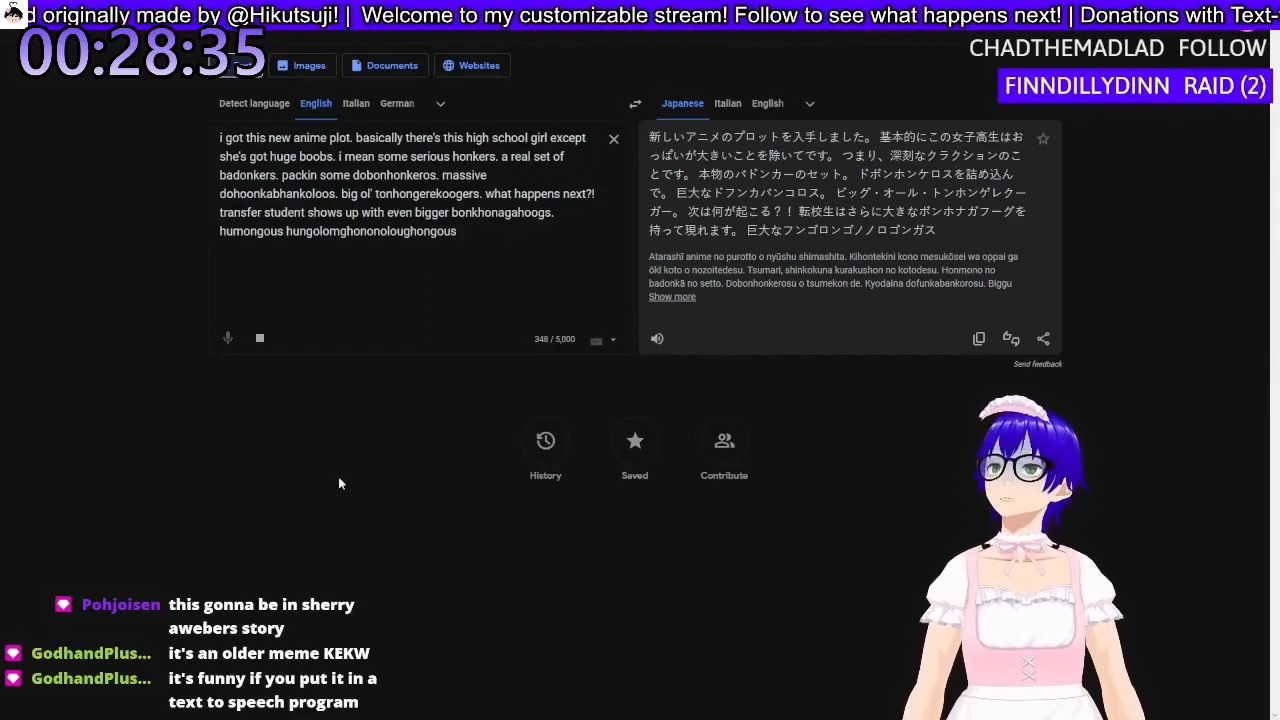 d originally made by @Hikutsuji! | Welcome to my customizable stream! Follow to see what happens next! | Donations with Text-
00:28:35
CHADTHEMADLAD FOLLOW
FINNDILLYDINN RAID (2)
Images
Documents
Websites
Detect language English Italian German
Japanese Italian English
i got this new anime plot. basically there's this high school girl except
she's got huge boobs. i mean some serious honkers. a real set of
badonkers. packin some dobonhonkeros. massive
dohoonkabhankoloos. big ol' tonhongerekoogers. what happens next?!
transfer student shows up with even bigger bonkhonagahoogs.
humongous hungolomghononoloughongous
348 / 5,000
新しいアニメのプロットを入手しました。 基本的にこの女子高生はお
っぱいが大きいことを除いてです。 つまり、深刻なクラクションのこ
とです。 本物のバドンカーのセット。 ドボンホンケロスを詰め込ん
で。 巨大なドフンカバンコロス。 ビッグ・オール・トンホンゲレクー
ガー。 次は何が起こる？！ 転校生はさらに大きなボンホナガフーグを
持って現れます。 巨大なフンゴロンゴノノロゴンガス
Atarashī anime no purotto o nyūshu shimashita. Kihontekini kono mesukōsei wa oppai ga
ōkī koto o nozoitedesu. Tsumari, shinkokuna kurakushon no kotodesu. Honmono no
badonkā no setto. Dobonhonkerosu o tsumekon de. Kyodaina dofunkabankorosu. Biggu
Show more
Send feedback
History
Saved
Contribute
Pohjoisen this gonna be in sherry
awebers story
GodhandPlus... it's an older meme KEKW
GodhandPlus... it's funny if you put it in a
text to speech program